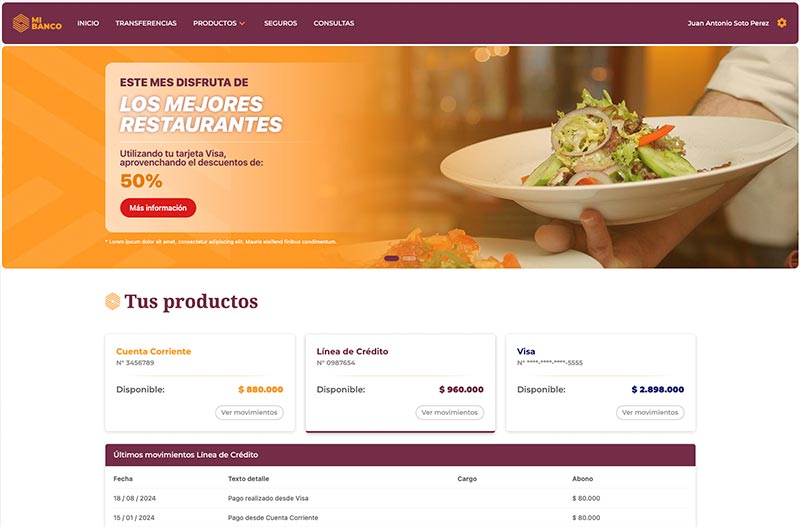 MI
BANCO
INICIO TRANSFERENCIAS PRODUCTOS SEGUROS CONSULTAS Juan Antonio Soto Perez
ESTE MES DISFRUTA DE
LOS MEJORES
RESTAURANTES
Utilizando tu tarjeta Visa,
aprovenchando el descuentos de:
50%
Más información
* Lorem ipsum dolor sit amet, consectetur adipiscing elit. Mauris eleifend finibus condimentum.
Tus productos
Cuenta Corriente
N° 3456789
Disponible: $ 880.000
Ver movimientos
Línea de Crédito
N° 0987654
Disponible: $ 960.000
Ver movimientos
Visa
N° ****-****-****-5555
Disponible: $ 2.898.000
Ver movimientos
Últimos movimientos Línea de Crédito
Fecha Texto detalle Cargo Abono
18 / 08 / 2024 Pago realizado desde Visa $ 80.000
15 / 01 / 2024 Pago desde Cuenta Corriente $ 80.000